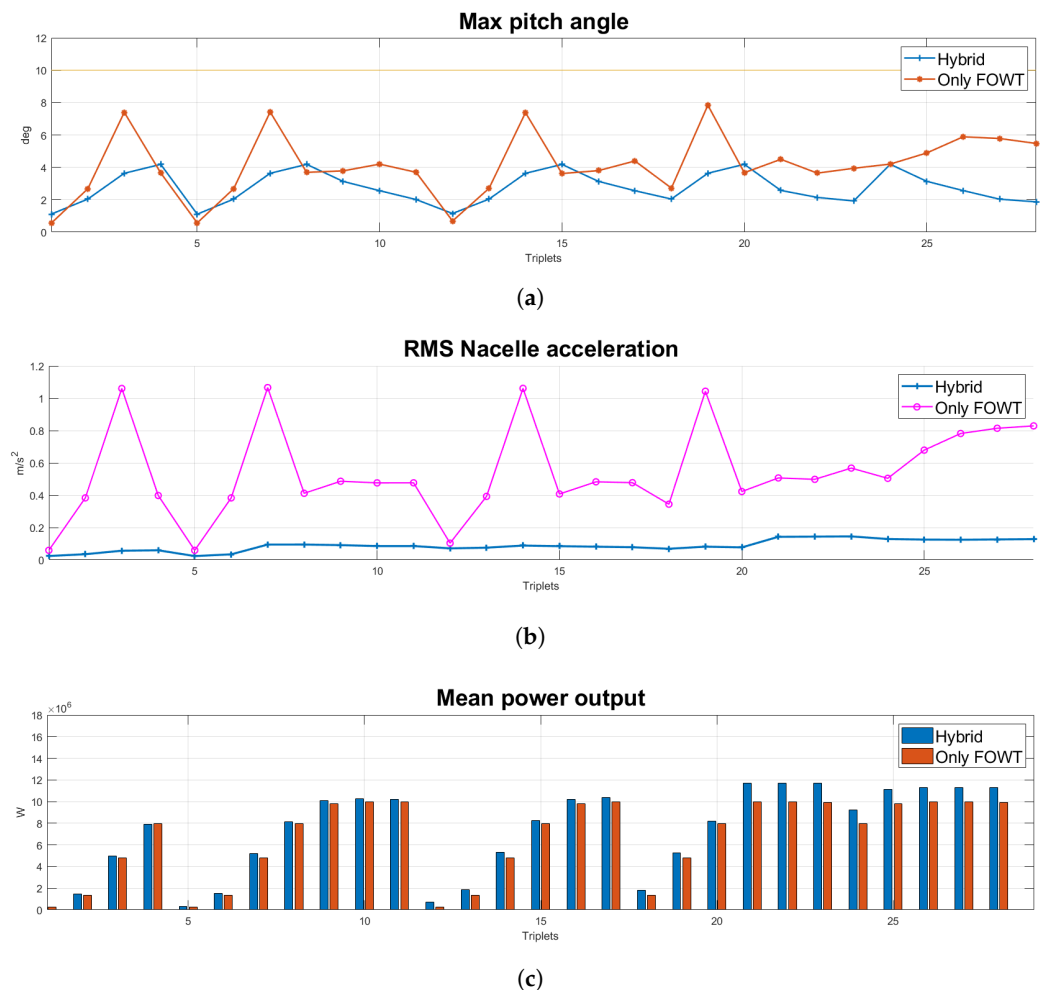 Max pitch angle
12
10
8
6
4
2
0
deg
Hybrid
Only FOWT
5 10 15 20 25
Triplets
(a)
RMS Nacelle acceleration
1.2
1
0.8
0.6
0.4
0.2
0
m/s²
Hybrid
Only FOWT
5 10 15 20 25
Triplets
(b)
Mean power output
×10⁶
18
16
14
12
10
8
6
4
2
0
W
Hybrid
Only FOWT
5 10 15 20 25
Triplets
(c)